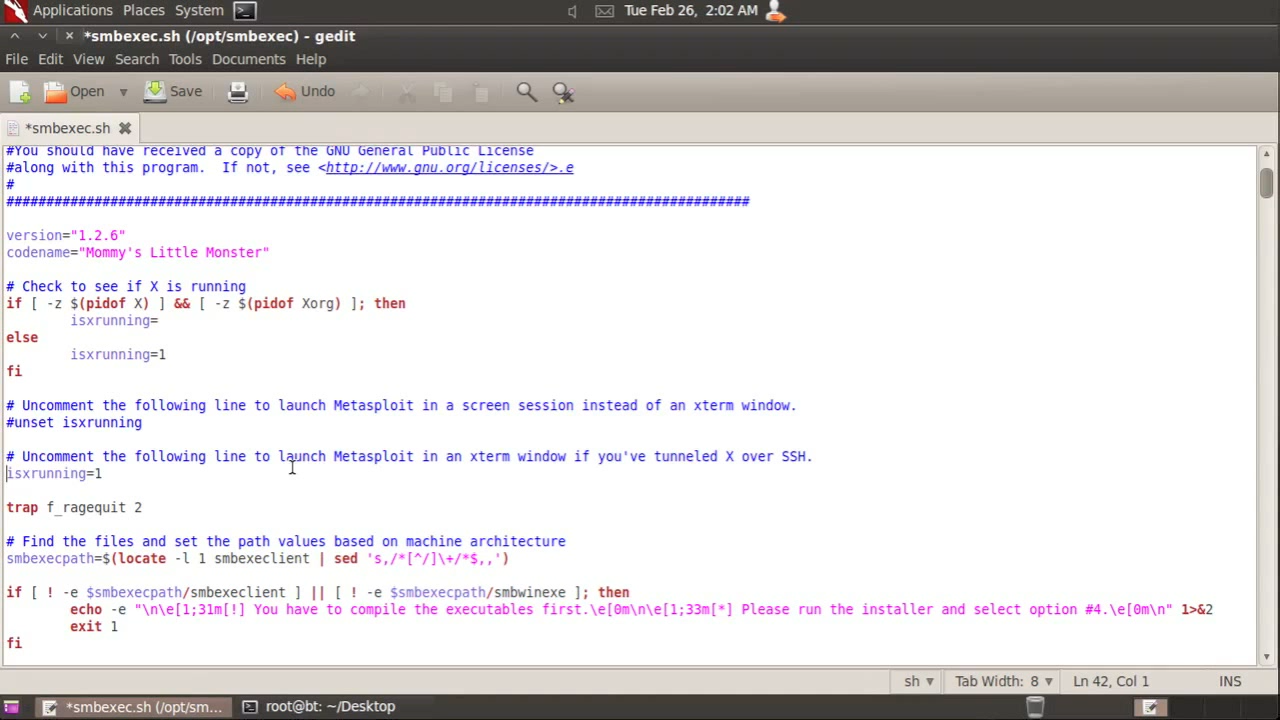 Applications Places System Tue Feb 26, 2:02 AM
*smbexec.sh (/opt/smbexec) - gedit
File Edit View Search Tools Documents Help
Open Save Undo
*smbexec.sh
#You should have received a copy of the GNU General Public License
#along with this program.  If not, see <http://www.gnu.org/licenses/>.e
#
#############################################################################################
version="1.2.6"
codename="Mommy's Little Monster"
# Check to see if X is running
if [ -z $(pidof X) ] && [ -z $(pidof Xorg) ]; then
isxrunning=
else
isxrunning=1
fi
# Uncomment the following line to launch Metasploit in a screen session instead of an xterm window.
#unset isxrunning
# Uncomment the following line to launch Metasploit in an xterm window if you've tunneled X over SSH.
isxrunning=1
trap f_ragequit 2
# Find the files and set the path values based on machine architecture
smbexecpath=$(locate -l 1 smbexeclient | sed 's,/*[^/]\+/*$,,')
if [ ! -e $smbexecpath/smbexeclient ] || [ ! -e $smbexecpath/smbwinexe ]; then
echo -e "\n\e[1;31m[!] You have to compile the executables first.\e[0m\n\e[1;33m[*] Please run the installer and select option #4.\e[0m\n" 1>&2
exit 1
fi
sh Tab Width: 8 Ln 42, Col 1 INS
*smbexec.sh (/opt/sm... root@bt: ~/Desktop